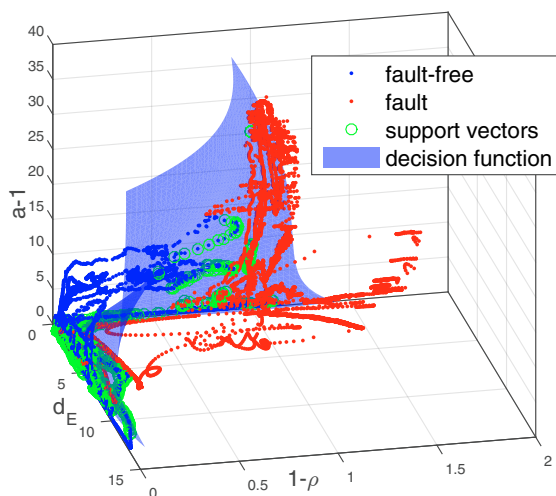 40
35
30
25
20
15
10
5
0
a-1
0
5
10
15
d_E
0
0.5
1
1.5
2
1-ρ
fault-free
fault
support vectors
decision function